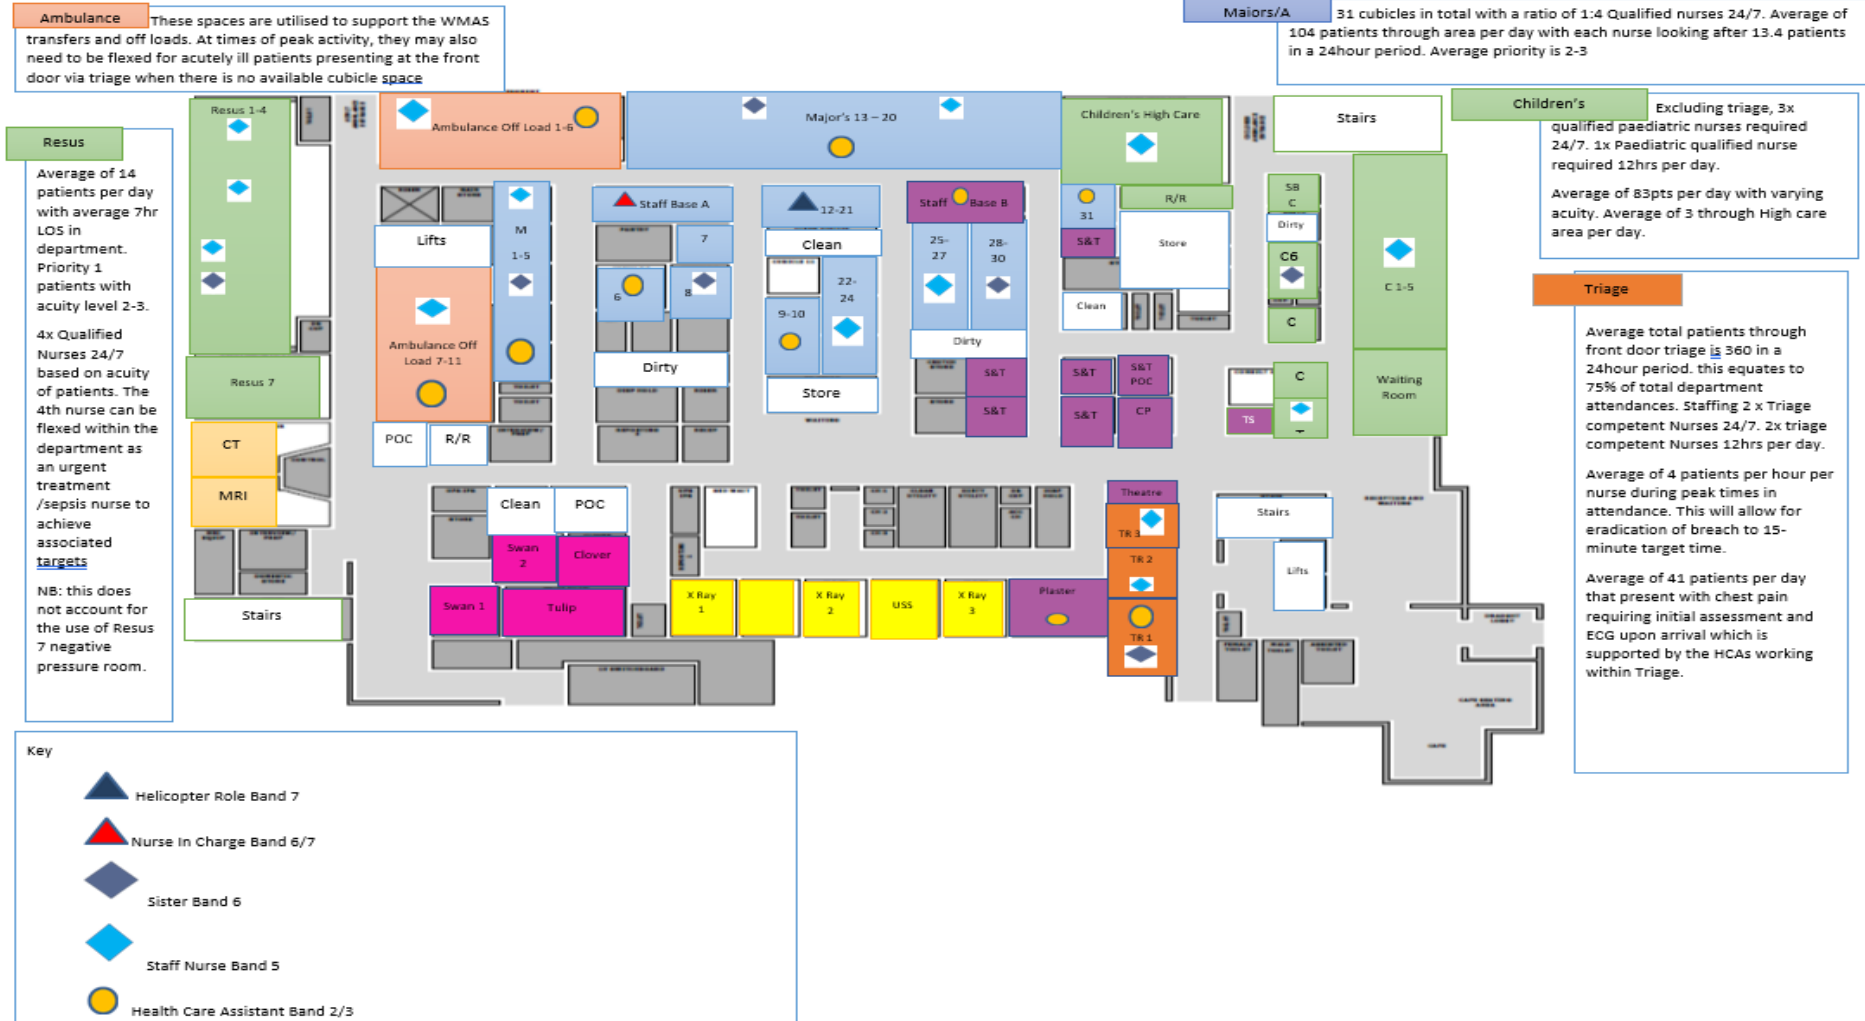 Ambulance
These spaces are utilised to support the WMAS
transfers and off loads. At times of peak activity, they may also
need to be flexed for acutely ill patients presenting at the front
door via triage when there is no available cubicle space
Maiors/A
31 cubicles in total with a ratio of 1:4 Qualified nurses 24/7. Average of
104 patients through area per day with each nurse looking after 13.4 patients
in a 24hour period. Average priority is 2-3
Resus
Average of 14
patients per day
with average 7hr
LOS in
department.
Priority 1
patients with
acuity level 2-3.
4x Qualified
Nurses 24/7
based on acuity
of patients. The
4th nurse can be
flexed within the
department as
an urgent
treatment
/sepsis nurse to
achieve
associated
targets
NB: this does
not account for
the use of Resus
7 negative
pressure room.
Children's
Excluding triage, 3x
qualified paediatric nurses required
24/7. 1x Paediatric qualified nurse
required 12hrs per day.
Average of 83pts per day with varying
acuity. Average of 3 through High care
area per day.
Triage
Average total patients through
front door triage is 360 in a
24hour period. this equates to
75% of total department
attendances. Staffing 2 x Triage
competent Nurses 24/7. 2x triage
competent Nurses 12hrs per day.
Average of 4 patients per hour per
nurse during peak times in
attendance. This will allow for
eradication of breach to 15-
minute target time.
Average of 41 patients per day
that present with chest pain
requiring initial assessment and
ECG upon arrival which is
supported by the HCAs working
within Triage.
Resus 1-4
Ambulance Off Load 1-6
Major's 13 – 20
Children's High Care
Stairs
Lifts
M
1-5
Staff Base A
7
6
8
12-21
Clean
9-10
22-
24
Staff Base B
25-
27
28-
30
31
S&T
R/R
Store
Clean
SB
C
Dirty
C6
C
C 1-5
Ambulance Off
Load 7-11
Dirty
Store
Dirty
S&T
S&T
S&T
S&T
POC
S&T
CP
TS
C
Waiting
Room
Resus 7
POC
R/R
CT
MRI
Stairs
Clean
POC
Swan
2
Clover
Swan 1
Tulip
X Ray
1
X Ray
2
USS
X Ray
3
Plaster
Theatre
TR 3
TR 2
TR 1
Stairs
Lifts
Key
Helicopter Role Band 7
Nurse In Charge Band 6/7
Sister Band 6
Staff Nurse Band 5
Health Care Assistant Band 2/3